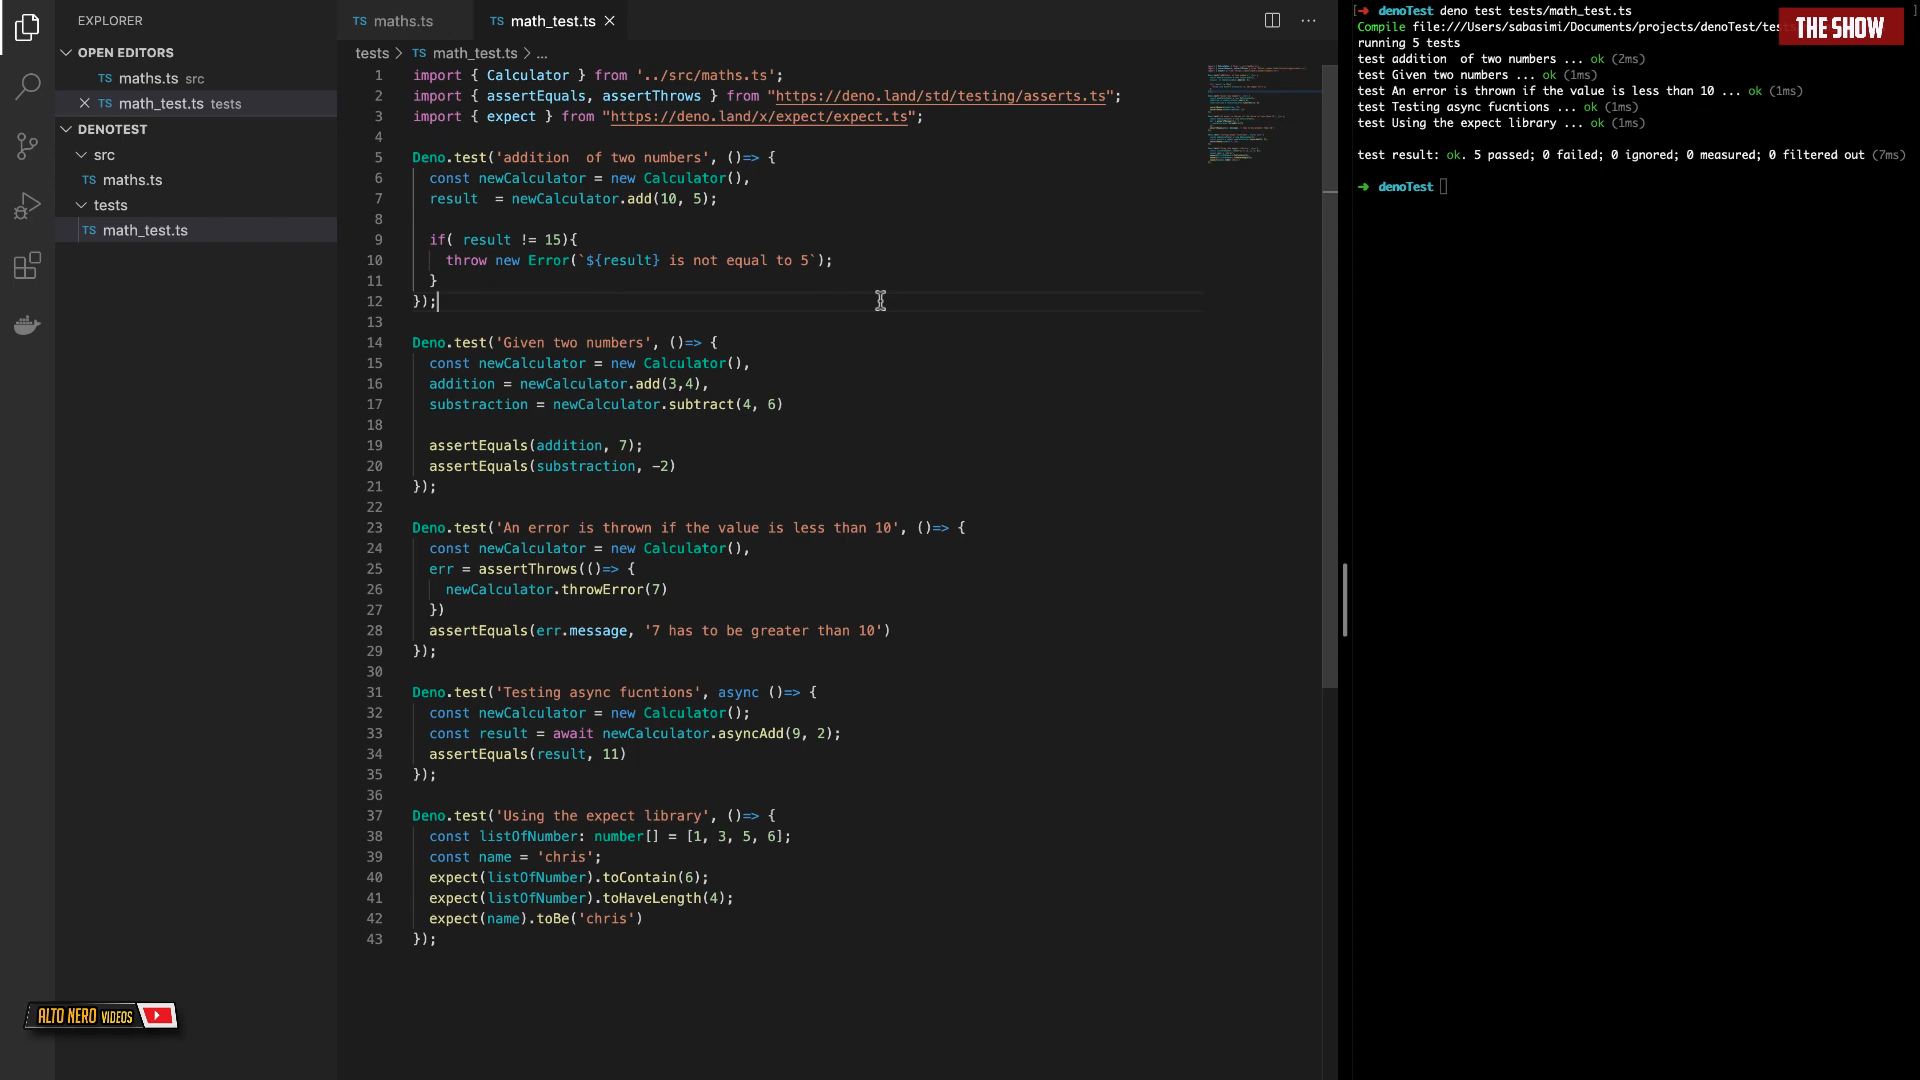 EXPLORER
OPEN EDITORS
TS maths.ts src
TS math_test.ts tests
DENOTEST
src
TS maths.ts
tests
TS math_test.ts
TS maths.ts
TS math_test.ts
tests > TS math_test.ts > ...
1 import { Calculator } from '../src/maths.ts';
2 import { assertEquals, assertThrows } from "https://deno.land/std/testing/asserts.ts";
3 import { expect } from "https://deno.land/x/expect/expect.ts";
4
5 Deno.test('addition  of two numbers', ()=> {
6 const newCalculator = new Calculator(),
7 result  = newCalculator.add(10, 5);
8
9 if( result != 15){
10 throw new Error(`${result} is not equal to 5`);
11 }
12 });
13
14 Deno.test('Given two numbers', ()=> {
15 const newCalculator = new Calculator(),
16 addition = newCalculator.add(3,4),
17 substraction = newCalculator.subtract(4, 6)
18
19 assertEquals(addition, 7);
20 assertEquals(substraction, -2)
21 });
22
23 Deno.test('An error is thrown if the value is less than 10', ()=> {
24 const newCalculator = new Calculator(),
25 err = assertThrows(()=> {
26 newCalculator.throwError(7)
27 })
28 assertEquals(err.message, '7 has to be greater than 10')
29 });
30
31 Deno.test('Testing async fucntions', async ()=> {
32 const newCalculator = new Calculator();
33 const result = await newCalculator.asyncAdd(9, 2);
34 assertEquals(result, 11)
35 });
36
37 Deno.test('Using the expect library', ()=> {
38 const listOfNumber: number[] = [1, 3, 5, 6];
39 const name = 'chris';
40 expect(listOfNumber).toContain(6);
41 expect(listOfNumber).toHaveLength(4);
42 expect(name).toBe('chris')
43 });
[➜ denoTest deno test tests/math_test.ts ]
Compile file:///Users/sabasimi/Documents/projects/denoTest/tes
running 5 tests
test addition  of two numbers ... ok (2ms)
test Given two numbers ... ok (1ms)
test An error is thrown if the value is less than 10 ... ok (1ms)
test Testing async fucntions ... ok (1ms)
test Using the expect library ... ok (1ms)
test result: ok. 5 passed; 0 failed; 0 ignored; 0 measured; 0 filtered out (7ms)
➜ denoTest
THE SHOW
ALTO NERO VIDEOS